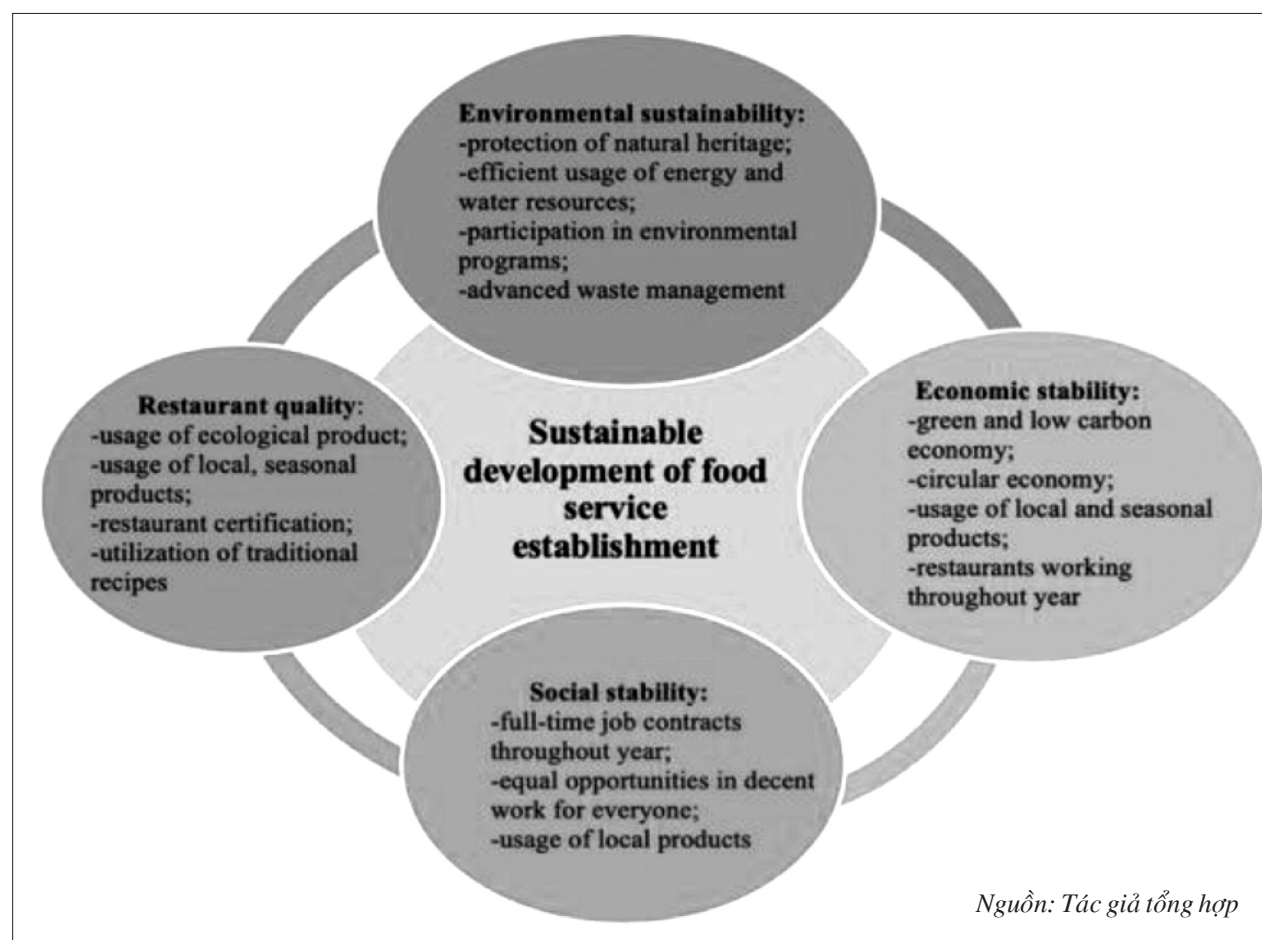 Environmental sustainability:
-protection of natural heritage;
-efficient usage of energy and
water resources;
-participation in environmental
programs;
-advanced waste management
Restaurant quality:
-usage of ecological product;
-usage of local, seasonal
products;
-restaurant certification;
-utilization of traditional
recipes
Sustainable
development of food
service
establishment
Economic stability:
-green and low carbon
economy;
-circular economy;
-usage of local and seasonal
products;
-restaurants working
throughout year
Social stability:
-full-time job contracts
throughout year;
-equal opportunities in decent
work for everyone;
-usage of local products
Nguồn: Tác giả tổng hợp